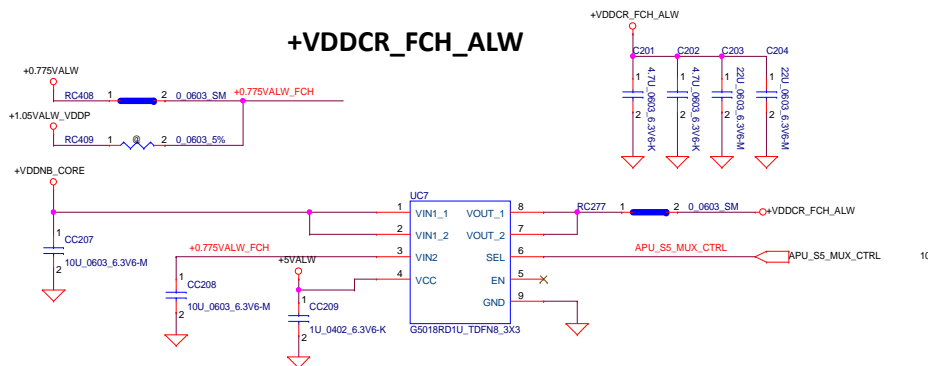 +VDDCR_FCH_ALW
+VDDCR_FCH_ALW
C201 C202 C203 C204
1 1 1 1
4.7U_0603_6.3V6-K 4.7U_0603_6.3V6-K 22U_0603_6.3V6-M 22U_0603_6.3V6-M
2 2 2 2
+0.775VALW
RC408 1 2 0_0603_SM +0.775VALW_FCH
+1.05VALW_VDDP
RC409 1 @ 2 0_0603_5%
+VDDNB_CORE
UC7
1 VIN1_1 VOUT_1 8 RC277 1 2 0_0603_SM +VDDCR_FCH_ALW
2 VIN1_2 VOUT_2 7
+0.775VALW_FCH 3 VIN2 SEL 6 APU_S5_MUX_CTRL APU_S5_MUX_CTRL 10
+5VALW 4 VCC EN 5
GND 9
G5018RD1U_TDFN8_3X3
1 CC207
2 10U_0603_6.3V6-M
1 CC208
2 10U_0603_6.3V6-M
1 CC209
2 1U_0402_6.3V6-K